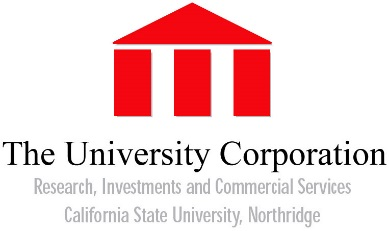 The University Corporation
Research, Investments and Commercial Services
California State University, Northridge